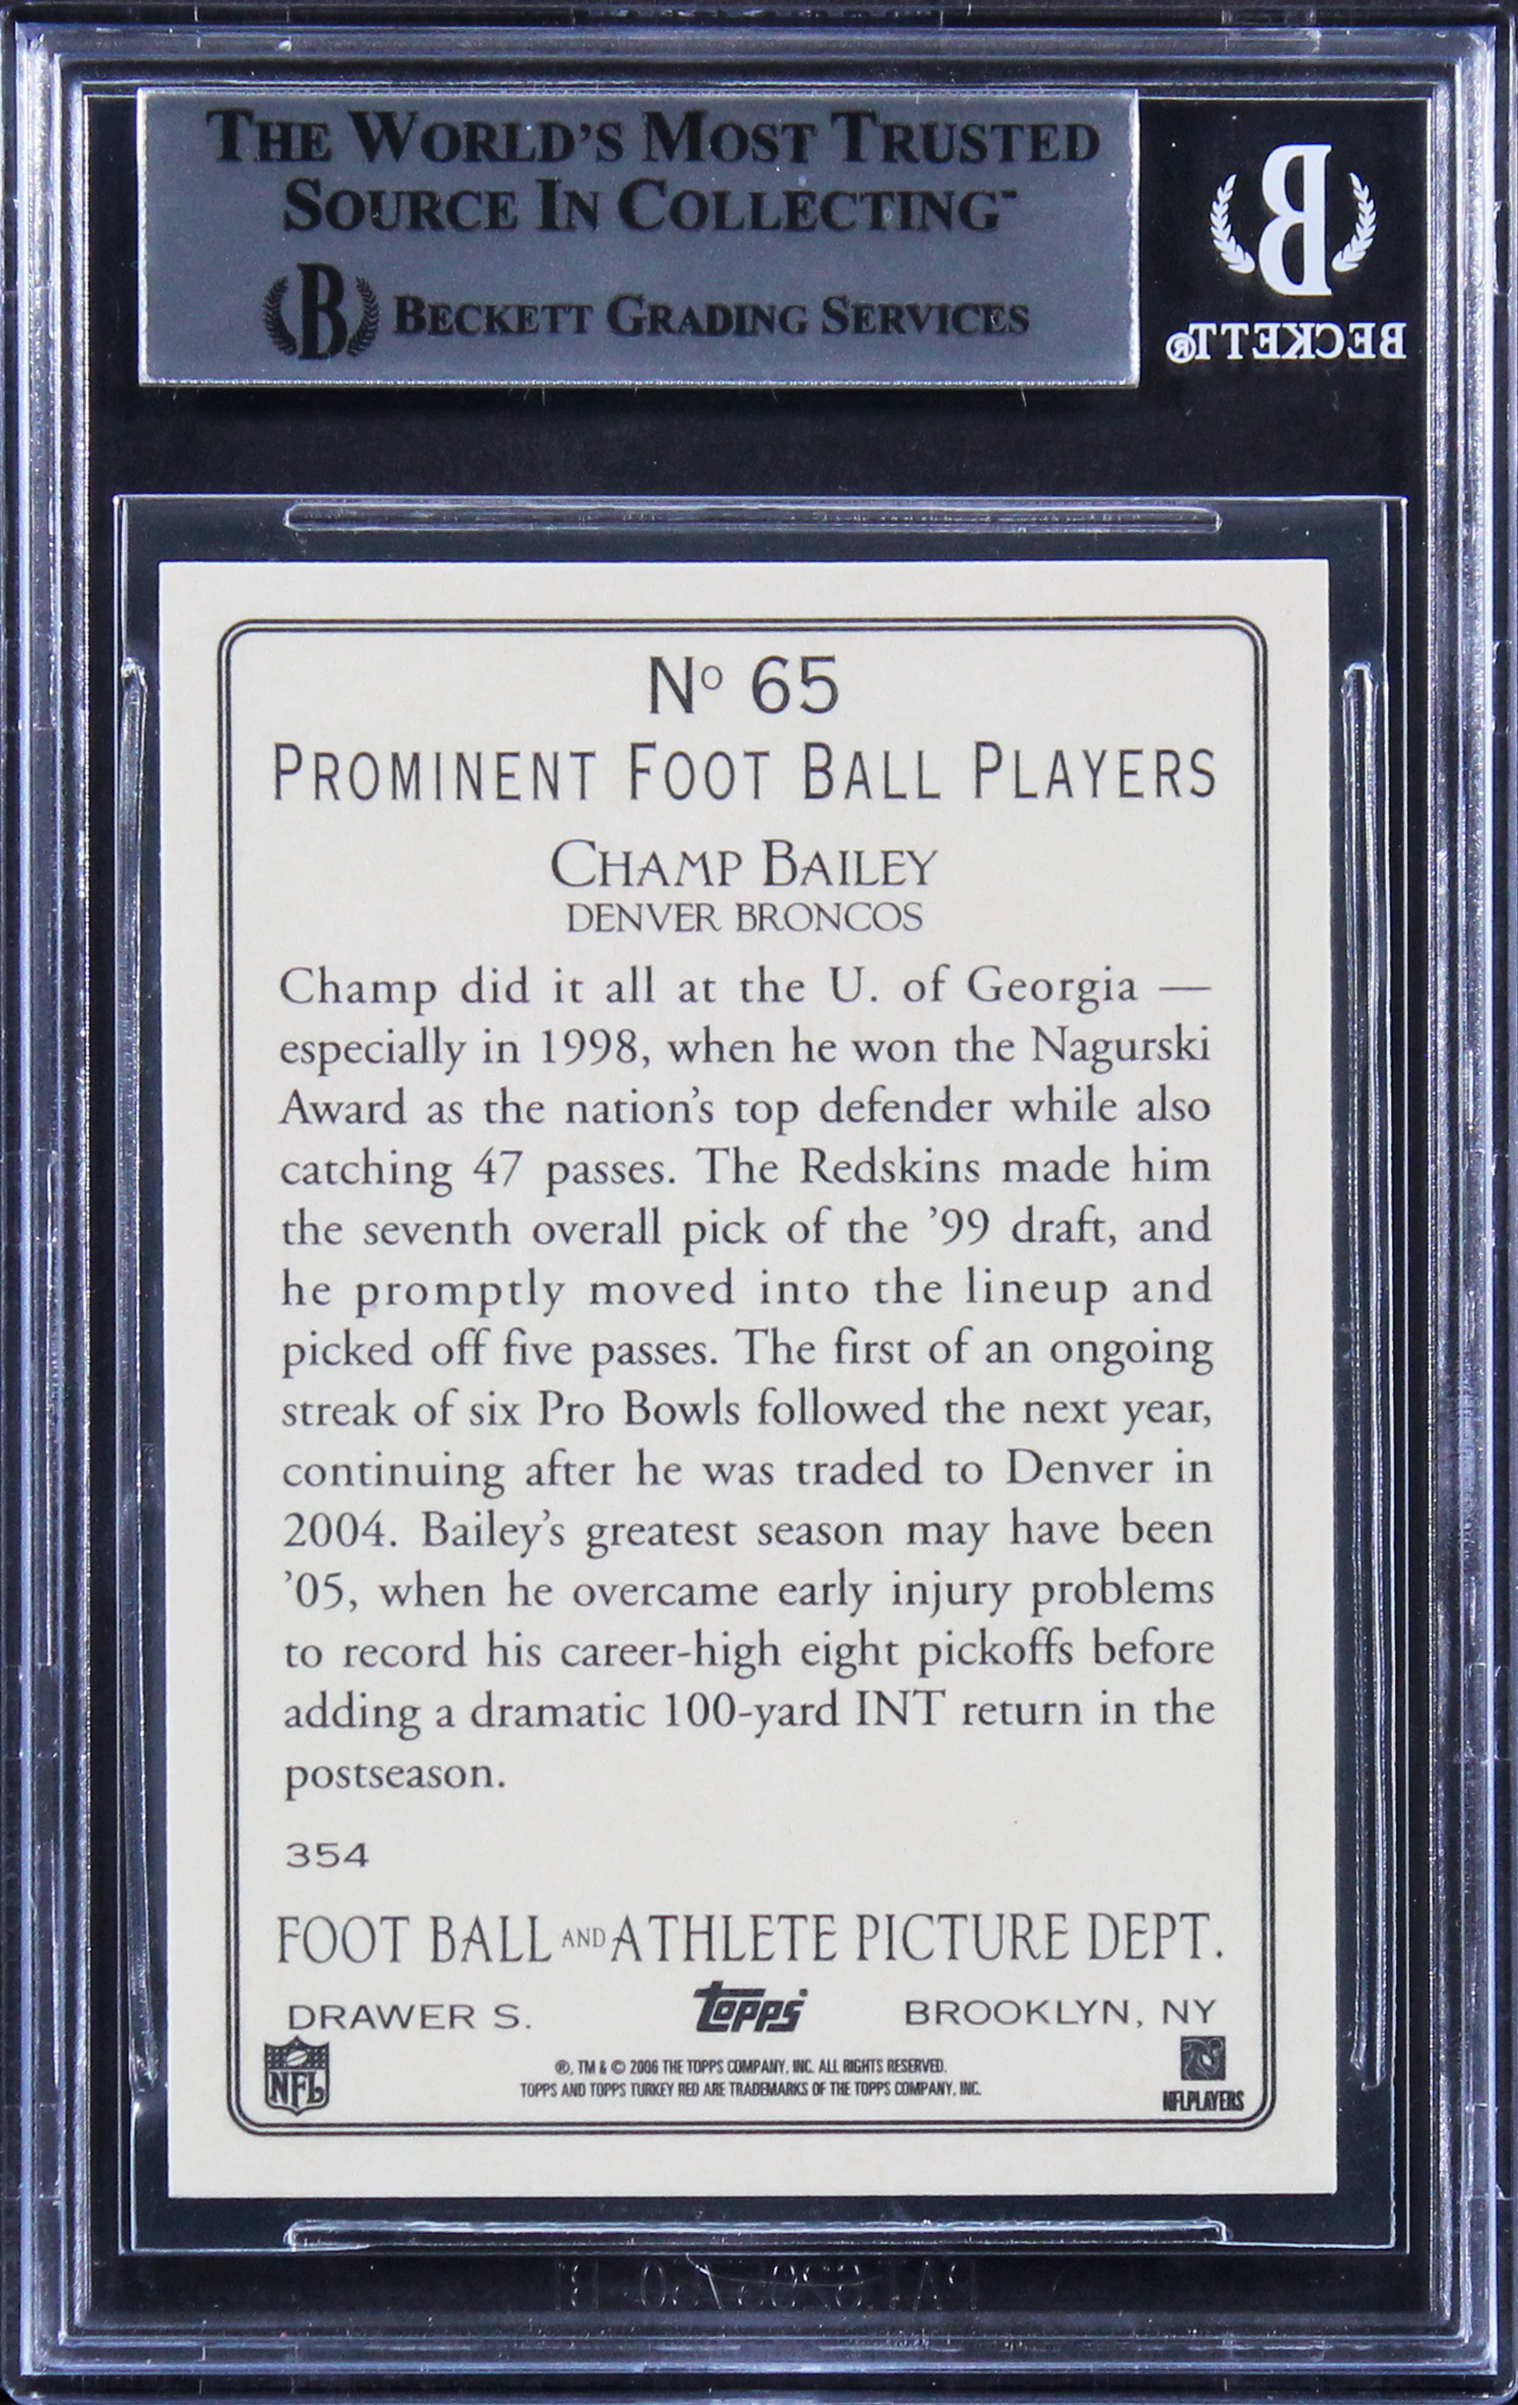 THE WORLD'S MOST TRUSTED
SOURCE IN COLLECTING™
B BECKETT GRADING SERVICES
B
BECKETT®
Nº 65
PROMINENT FOOT BALL PLAYERS
CHAMP BAILEY
DENVER BRONCOS
Champ did it all at the U. of Georgia —
especially in 1998, when he won the Nagurski
Award as the nation's top defender while also
catching 47 passes. The Redskins made him
the seventh overall pick of the '99 draft, and
he promptly moved into the lineup and
picked off five passes. The first of an ongoing
streak of six Pro Bowls followed the next year,
continuing after he was traded to Denver in
2004. Bailey's greatest season may have been
'05, when he overcame early injury problems
to record his career-high eight pickoffs before
adding a dramatic 100-yard INT return in the
postseason.
354
FOOT BALL AND ATHLETE PICTURE DEPT.
DRAWER S. topps BROOKLYN, NY
NFL
®, TM & © 2006 THE TOPPS COMPANY, INC. ALL RIGHTS RESERVED.
TOPPS AND TOPPS TURKEY RED ARE TRADEMARKS OF THE TOPPS COMPANY, INC.
NFLPLAYERS